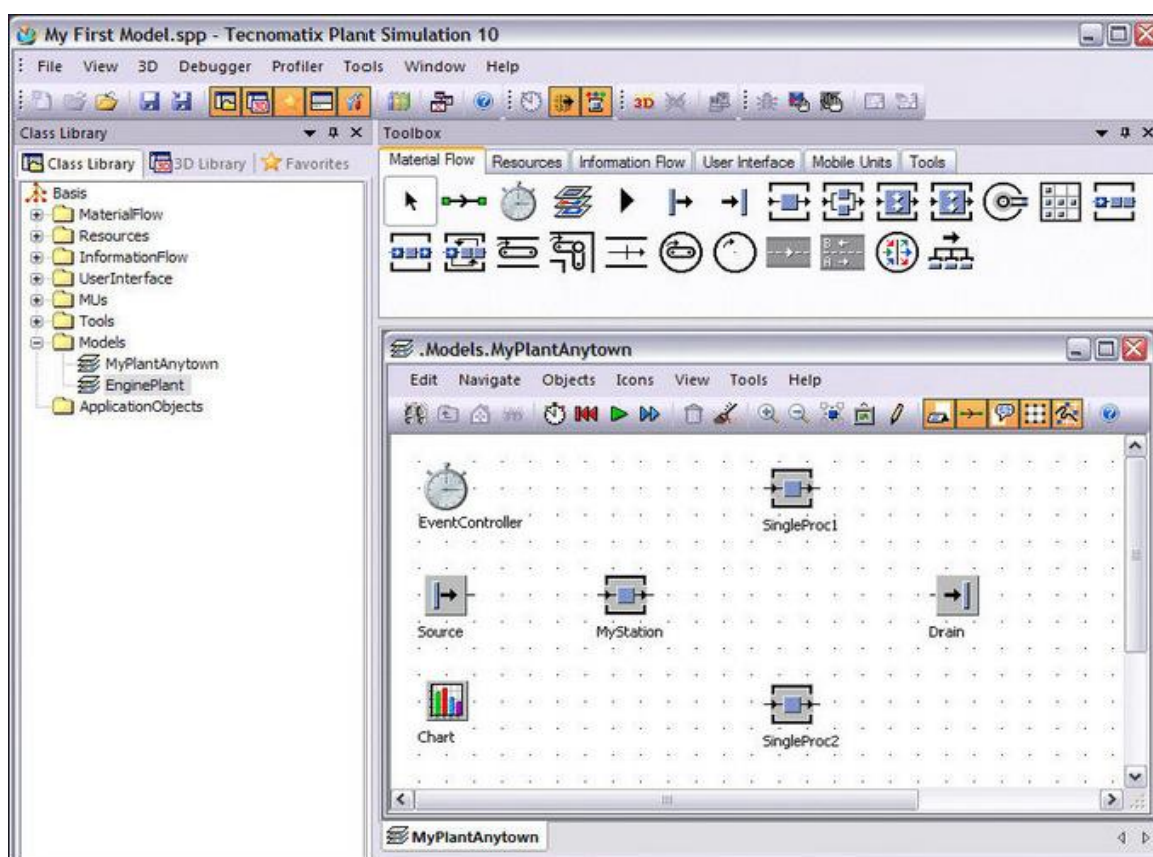 My First Model.spp - Tecnomatix Plant Simulation 10
File View 3D Debugger Profiler Tools Window Help
3D
Class Library
Class Library 3D Library Favorites
Basis
MaterialFlow
Resources
InformationFlow
UserInterface
MUs
Tools
Models
MyPlantAnytown
EnginePlant
ApplicationObjects
Toolbox
Material Flow Resources Information Flow User Interface Mobile Units Tools
.Models.MyPlantAnytown
Edit Navigate Objects Icons View Tools Help
EventController
SingleProc1
Source
MyStation
Drain
Chart
SingleProc2
MyPlantAnytown